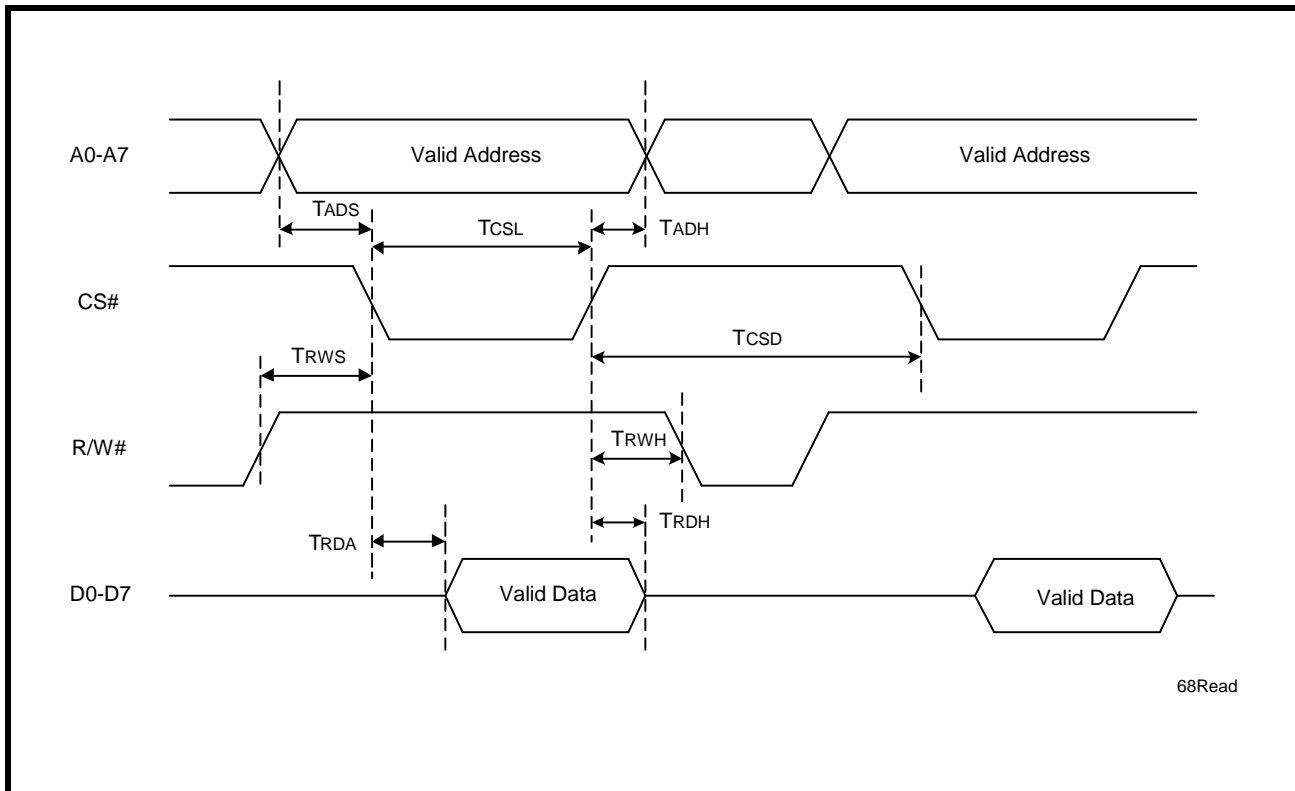 A0-A7
Valid Address
Valid Address
TADS
TCSL
TADH
CS#
TCSD
TRWS
R/W#
TRWH
TRDH
TRDA
D0-D7
Valid Data
Valid Data
68Read